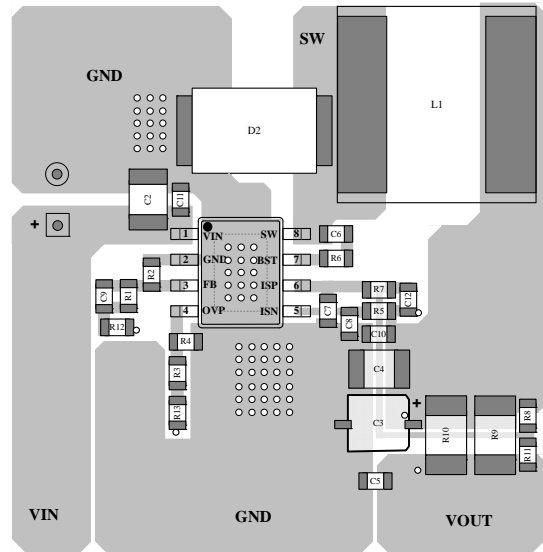 SW
GND
L1
D2
C2
C11
+
1 VIN SW 8
2 GND BST 7
3 FB ISP 6
4 OVP ISN 5
C6
R6
R2
C9
R1
R12
R7
R5
C12
C7
C8
C10
R4
R3
R13
C4
+
C3
R10
R9
R8
R11
C5
VIN
GND
VOUT